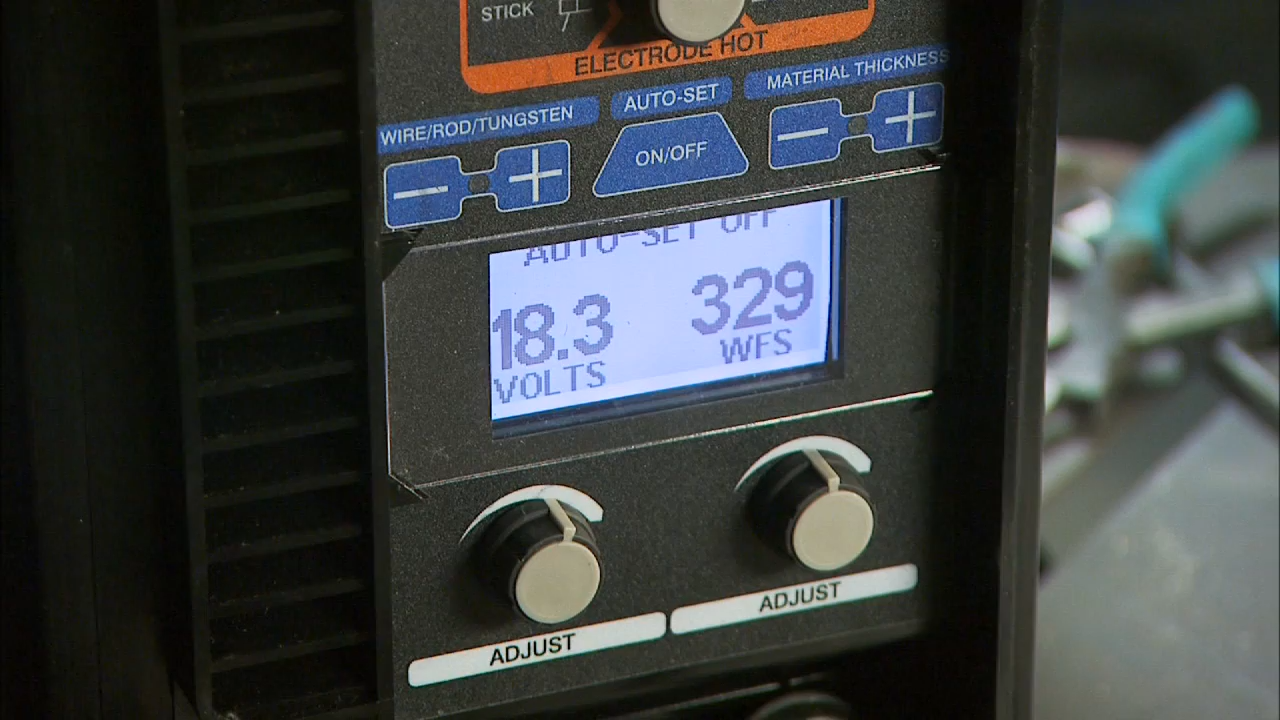 STICK
ELECTRODE HOT
WIRE/ROD/TUNGSTEN
AUTO-SET
MATERIAL THICKNESS
ON/OFF
AUTO-SET OFF
18.3
329
VOLTS
WFS
ADJUST
ADJUST